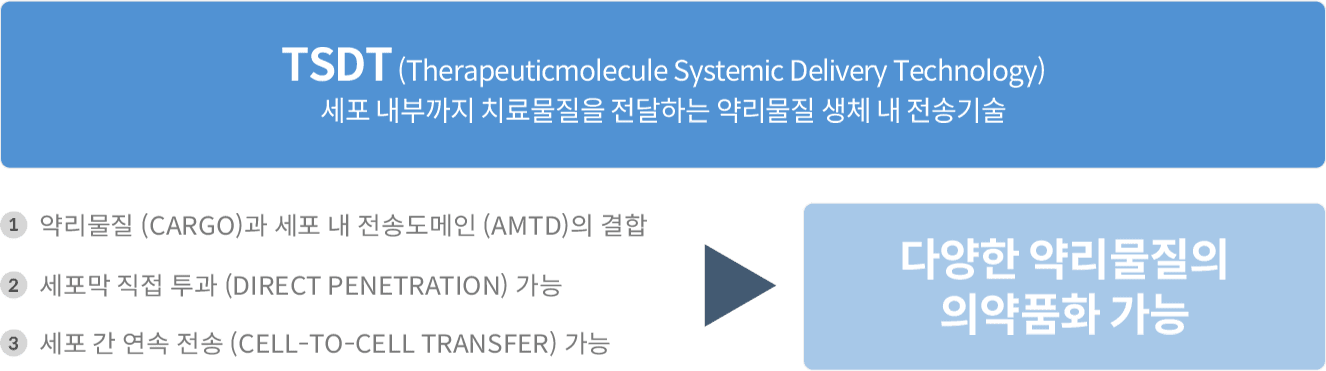 TSDT (Therapeuticmolecule Systemic Delivery Technology)
세포 내부까지 치료물질을 전달하는 약리물질 생체 내 전송기술
1 약리물질 (CARGO)과 세포 내 전송도메인 (AMTD)의 결합
2 세포막 직접 투과 (DIRECT PENETRATION) 가능
3 세포 간 연속 전송 (CELL-TO-CELL TRANSFER) 가능
다양한 약리물질의
의약품화 가능